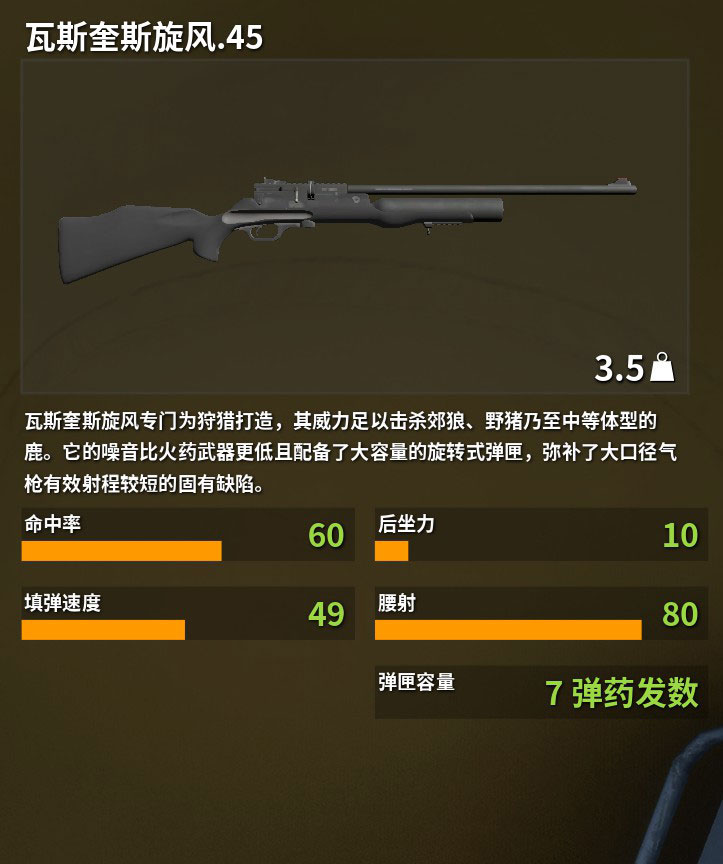 瓦斯奎斯旋风.45
3.5
瓦斯奎斯旋风专门为狩猎打造，其威力足以击杀郊狼、野猪乃至中等体型的
鹿。它的噪音比火药武器更低且配备了大容量的旋转式弹匣，弥补了大口径气
枪有效射程较短的固有缺陷。
命中率 60
后坐力 10
填弹速度 49
腰射 80
弹匣容量 7 弹药发数